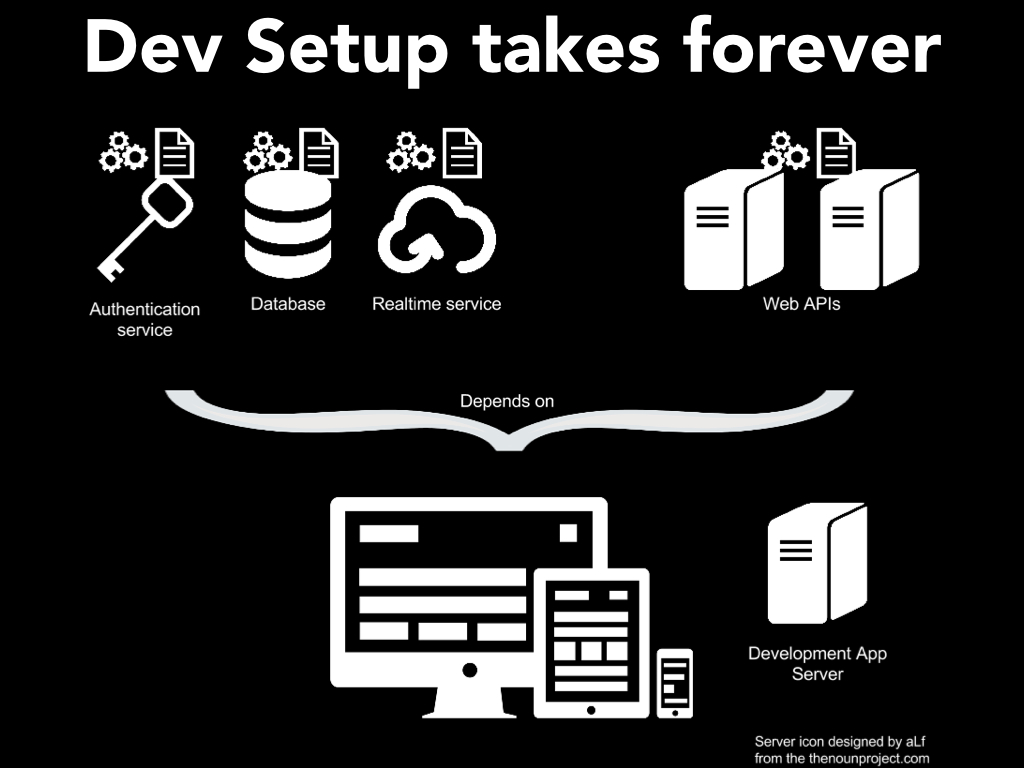 Dev Setup takes forever
Authentication
service
Database
Realtime service
Web APIs
Depends on
Development App
Server
Server icon designed by aLf
from the thenounproject.com